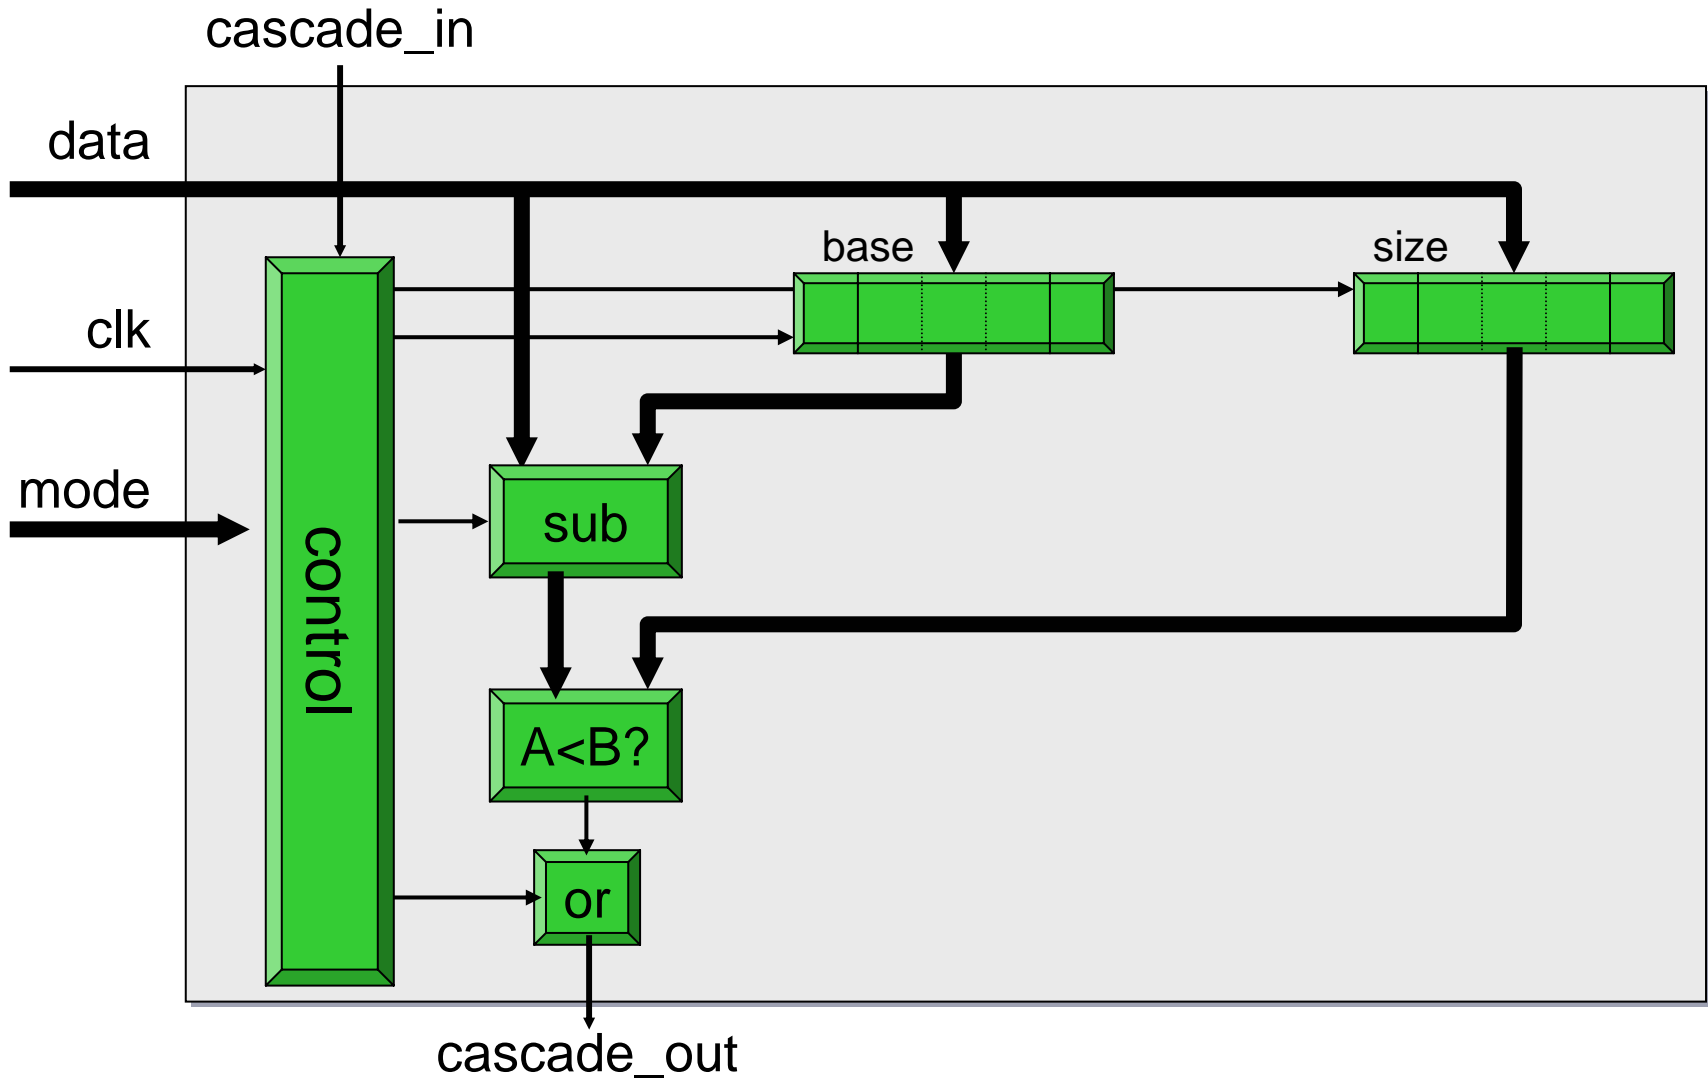 cascade_in
data
base
size
clk
mode
sub
control
A<B?
or
cascade_out